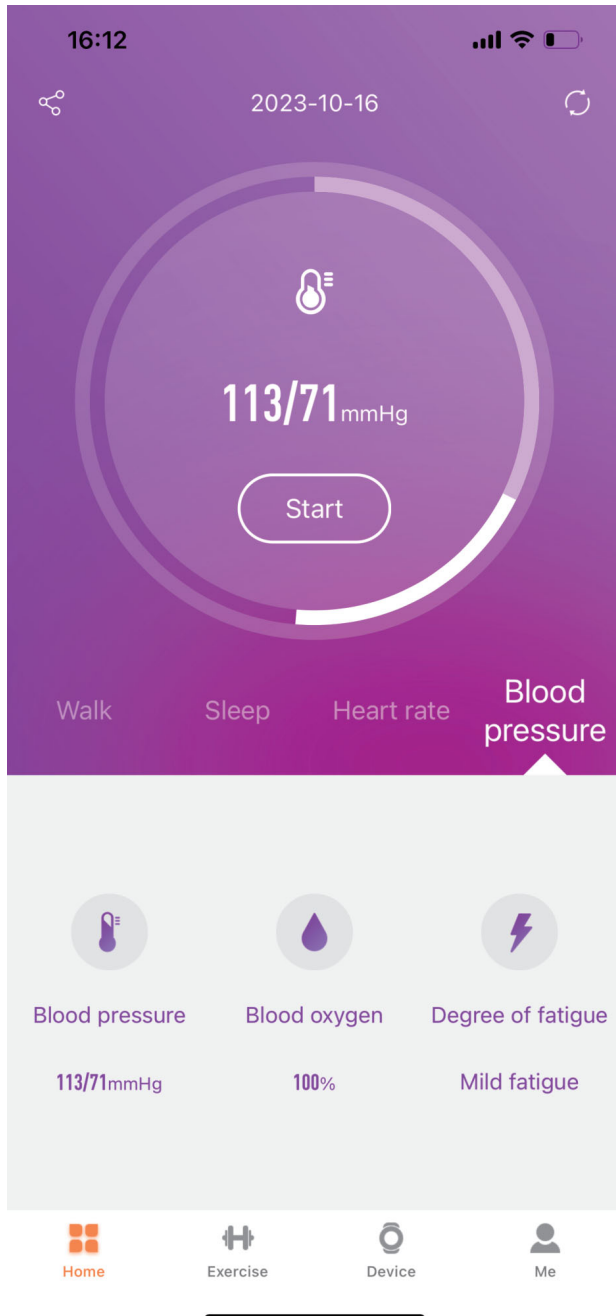 16:12
2023-10-16
113/71mmHg
Start
Walk Sleep Heart rate Blood pressure
Blood pressure Blood oxygen Degree of fatigue
113/71mmHg 100% Mild fatigue
Home Exercise Device Me